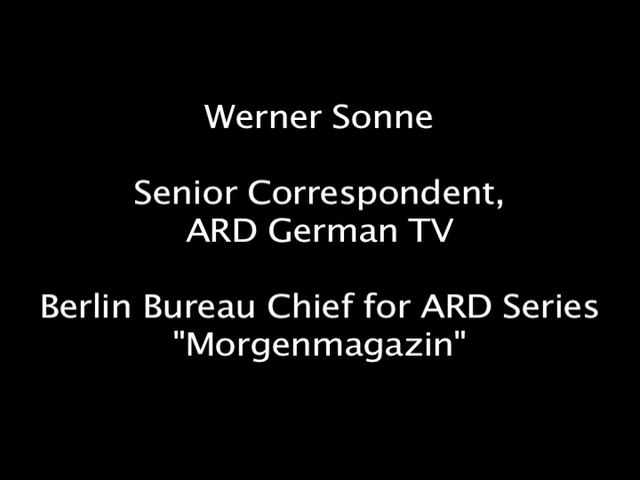 Werner Sonne
Senior Correspondent,
ARD German TV
Berlin Bureau Chief for ARD Series
"Morgenmagazin"